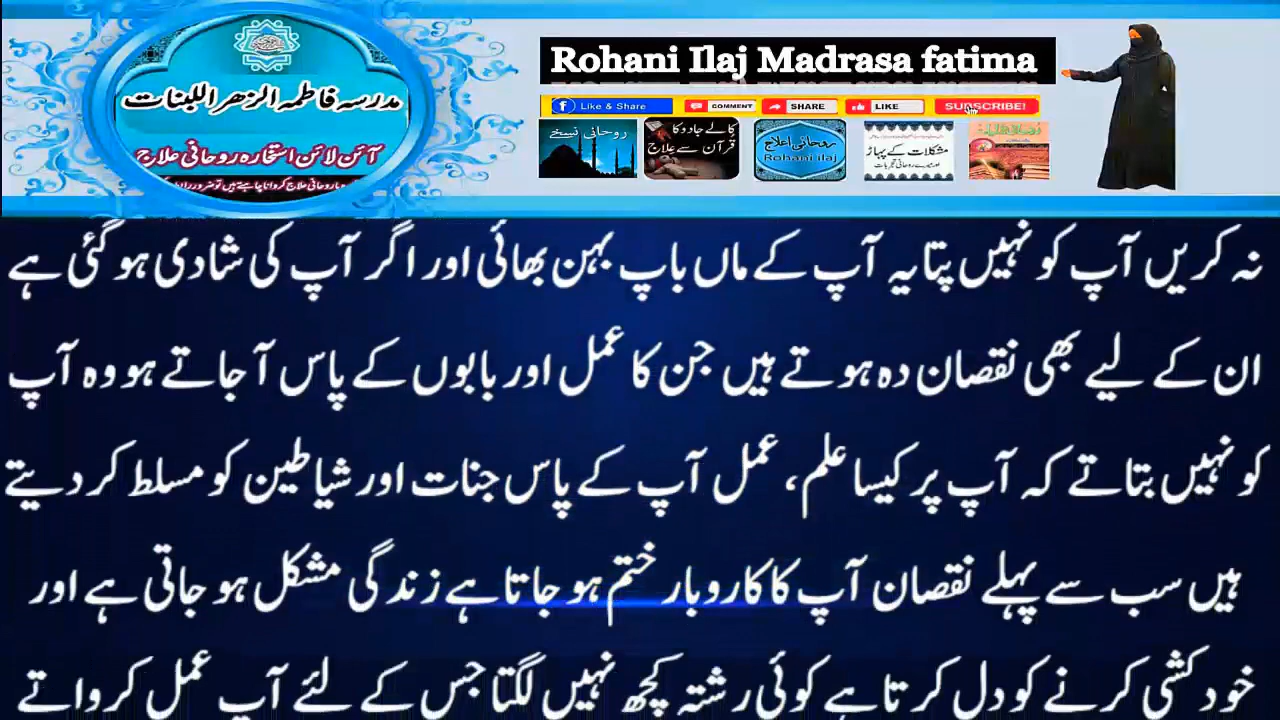 مدرسہ فاطمہ الزھرا للبنات
آئن لائن استخارہ روحانی علاج
Rohani Ilaj Madrasa fatima
Like & Share
COMMENT
SHARE
LIKE
SUBSCRIBE!
روحانی نسخے
کالے جادو کا
قرآن سے علاج
روحانی اعلاج
Rohani Ilaj
مشکلات کے پہاڑ
نہ کریں آپ کو نہیں پتا یہ آپ کے ماں باپ بہن بھائی اور اگر آپ کی شادی ہو گئی ہے
ان کے لیے بھی نقصان دہ ہوتے ہیں جن کا عمل اور بابوں کے پاس آ جاتے ہو وہ آپ
کو نہیں بتاتے کہ آپ پر کیسا علم، عمل آپ کے پاس جنات اور شیاطین کو مسلط کر دیتے
ہیں سب سے پہلے نقصان آپ کا کاروبار ختم ہو جاتا ہے زندگی مشکل ہو جاتی ہے اور
خودکشی کرنے کو دل کرتا ہے کوئی رشتہ کچھ نہیں لگتا جس کے لئے آپ عمل کرواتے